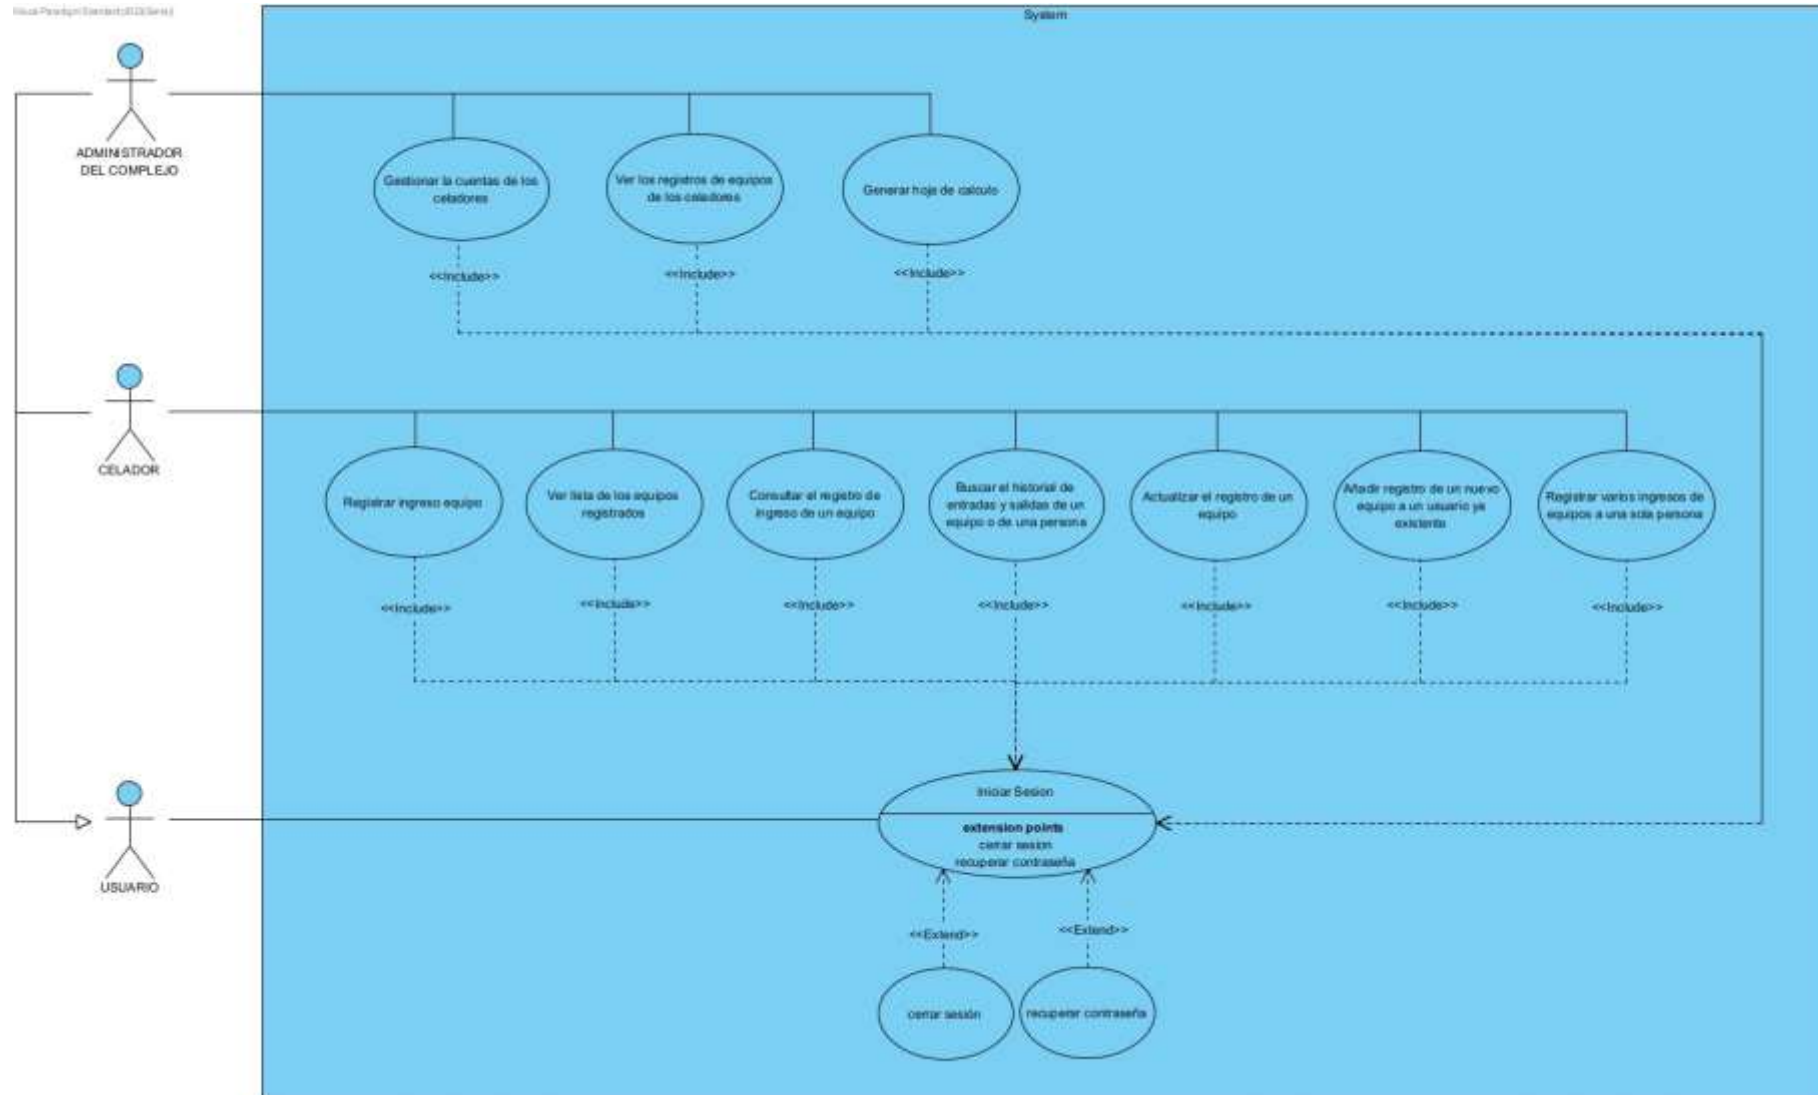 System
ADMINISTRADOR
DEL COMPLEJO
Gestionar la cuentas de los
celadores
Ver los registros de equipos
de los celadores
Generar hoja de calculo
<<Include>>
<<Include>>
<<Include>>
CELADOR
Registrar ingreso equipo
Ver lista de los equipos
registrados
Consultar el registro de
ingreso de un equipo
Buscar el historial de
entradas y salidas de un
equipo o de una persona
Actualizar el registro de un
equipo
Añadir registro de un nuevo
equipo a un usuario ya
existente
Registrar varios ingresos de
equipos a una sola persona
<<Include>>
<<Include>>
<<Include>>
<<Include>>
<<Include>>
<<Include>>
<<Include>>
USUARIO
Iniciar Sesion
extension points
cerrar sesion
recuperar contraseña
<<Extend>>
<<Extend>>
cerrar sesión
recuperar contraseña